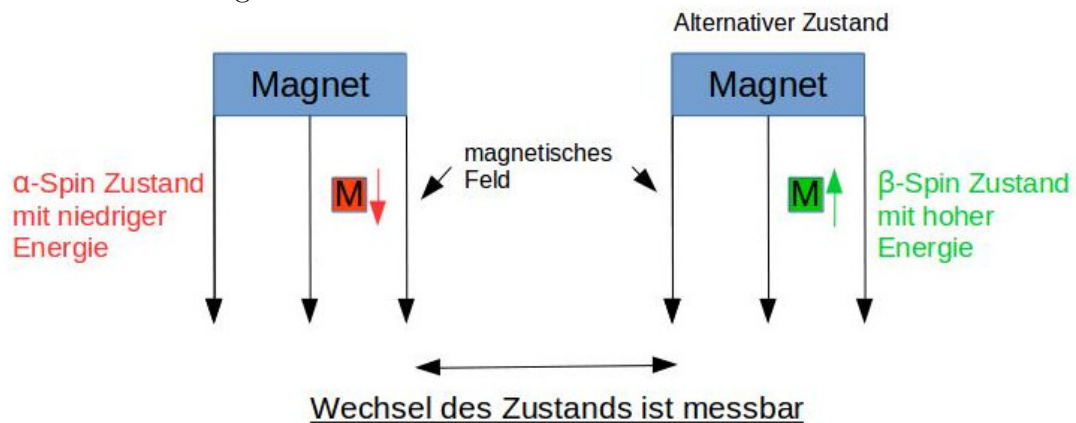 Alternativer Zustand
Magnet
Magnet
magnetisches
Feld
α-Spin Zustand
mit niedriger
Energie
M
M
β-Spin Zustand
mit hoher
Energie
Wechsel des Zustands ist messbar